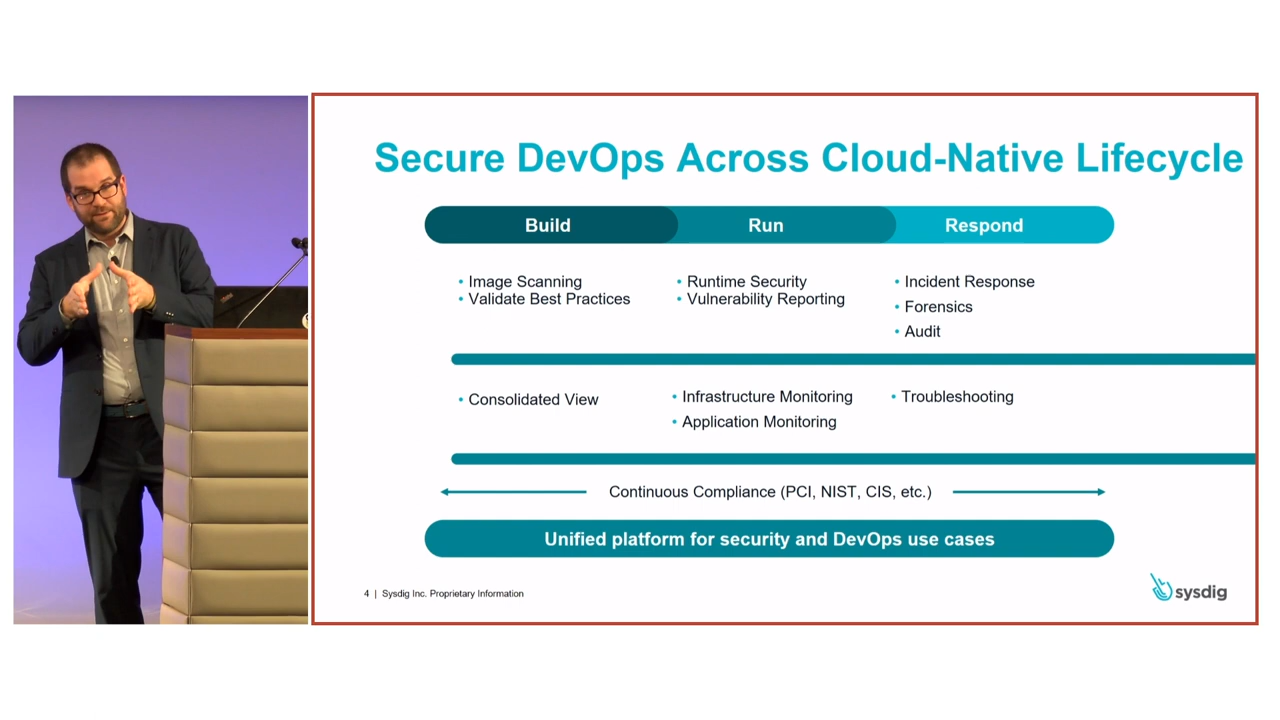 Secure DevOps Across Cloud-Native Lifecycle
Build
Run
Respond
• Image Scanning
• Validate Best Practices
• Runtime Security
• Vulnerability Reporting
• Incident Response
• Forensics
• Audit
• Consolidated View
• Infrastructure Monitoring
• Application Monitoring
• Troubleshooting
Continuous Compliance (PCI, NIST, CIS, etc.)
Unified platform for security and DevOps use cases
4 | Sysdig Inc. Proprietary Information
sysdig